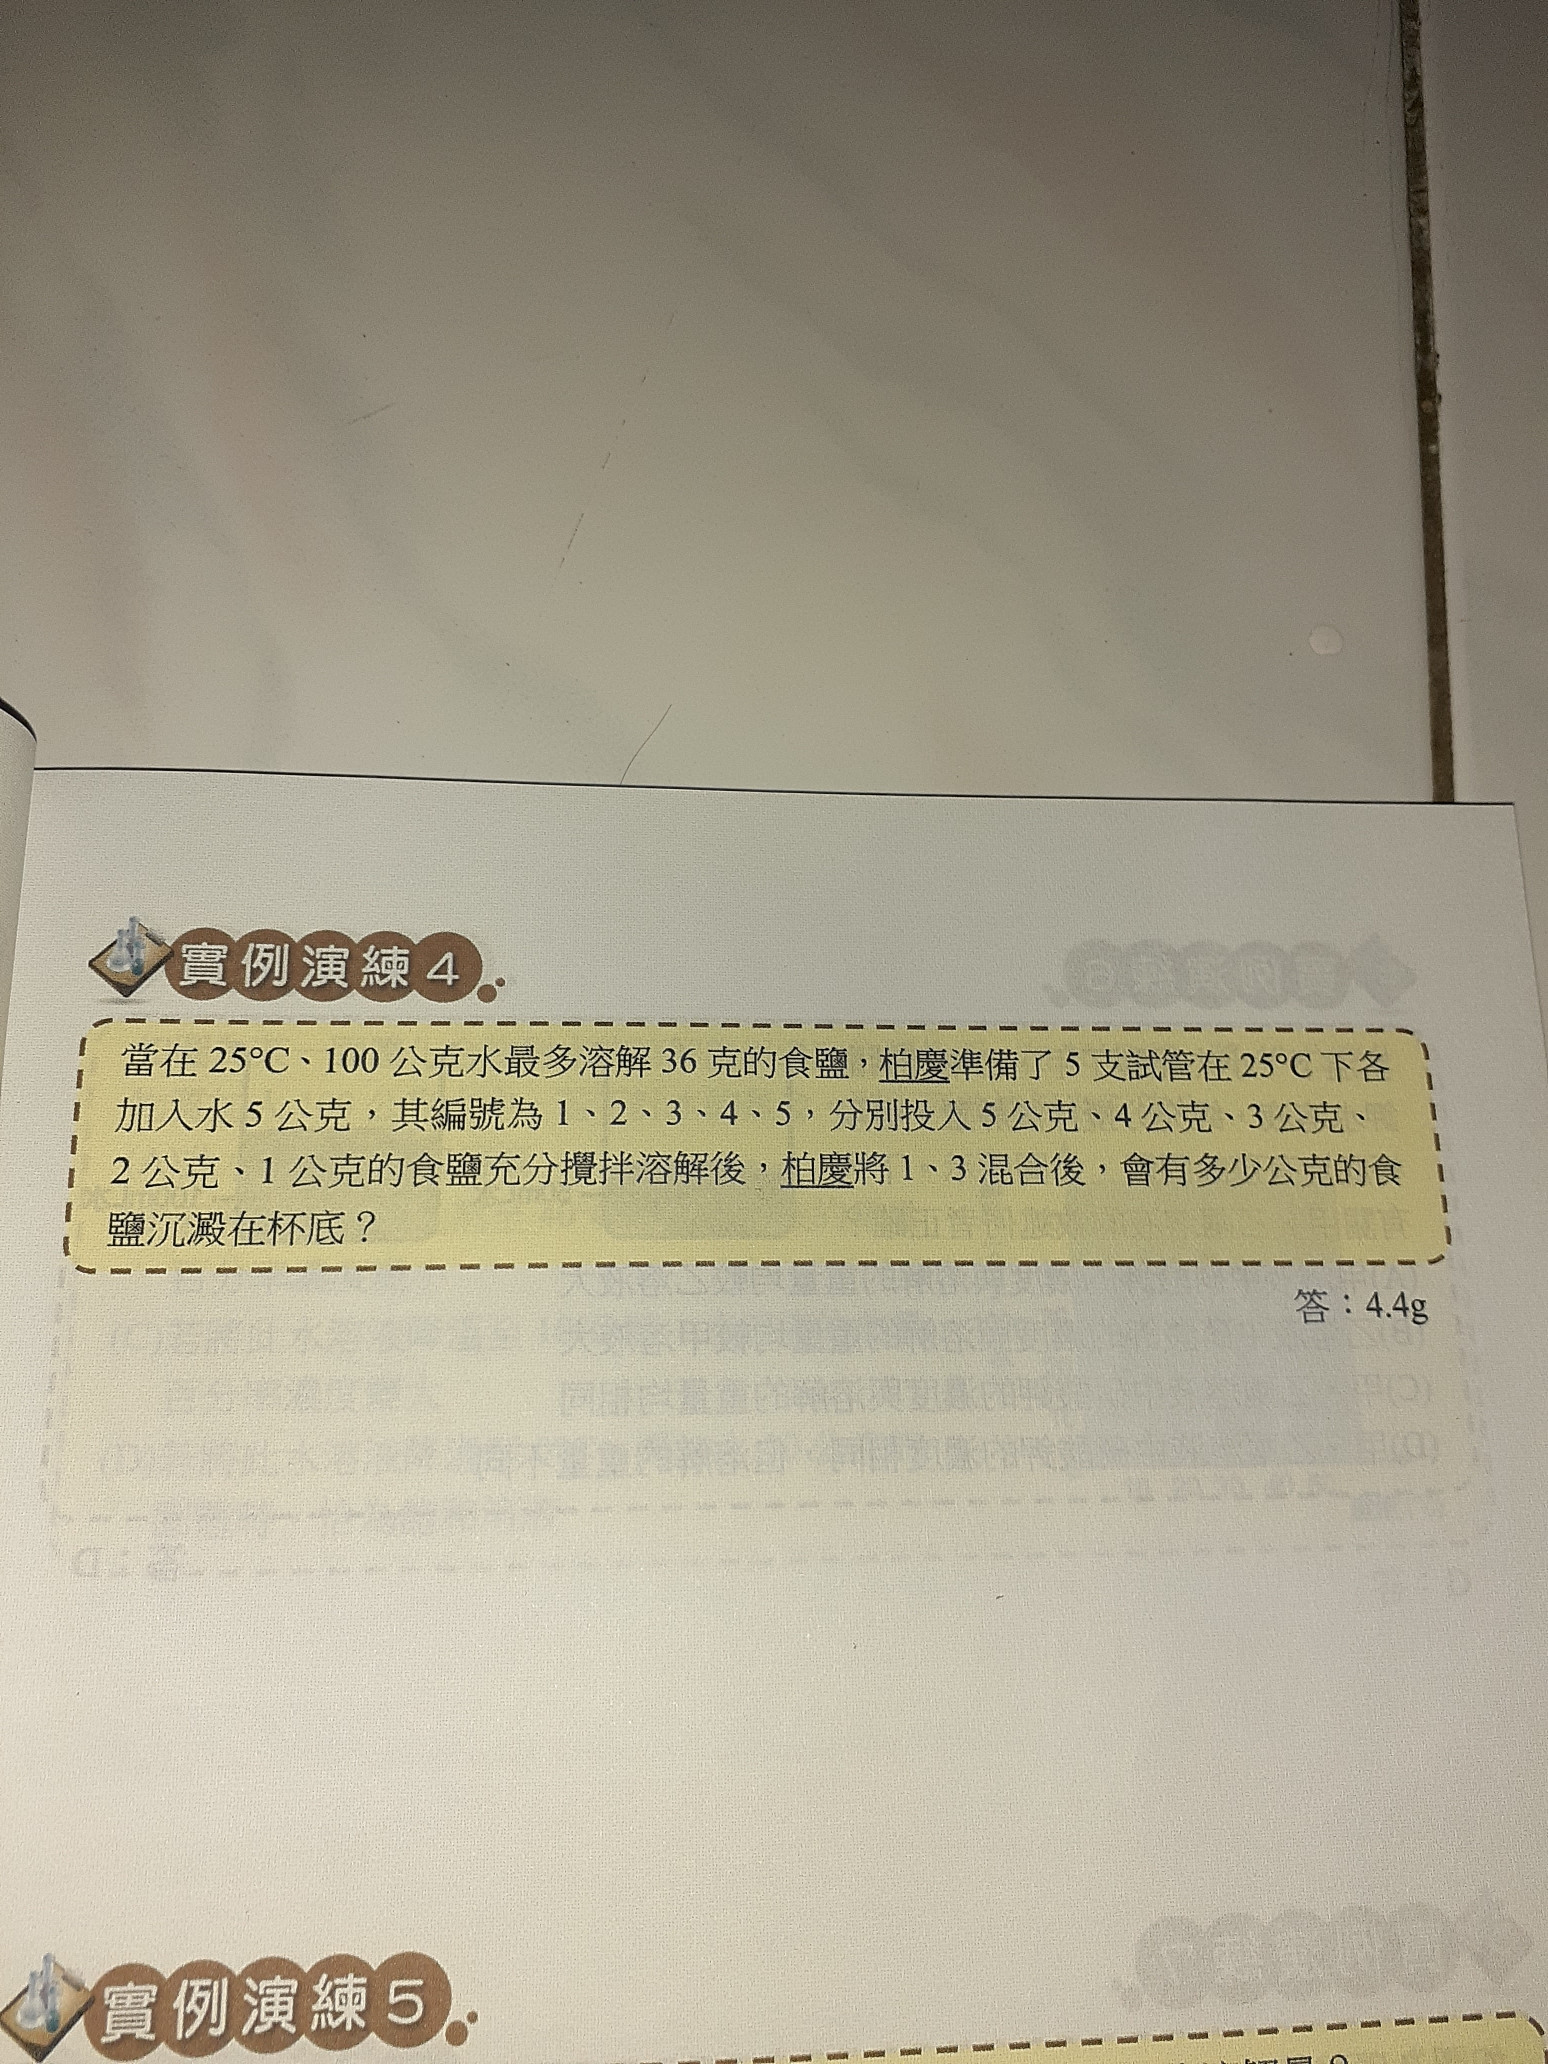 實例演練4
當在 25°C、100 公克水最多溶解 36 克的食鹽，柏慶準備了 5 支試管在 25°C 下各
加入水 5 公克，其編號為 1、2、3、4、5，分別投入 5 公克、4 公克、3 公克、
2 公克、1 公克的食鹽充分攪拌溶解後，柏慶將 1、3 混合後，會有多少公克的食
鹽沉澱在杯底？
答：4.4g
實例演練5